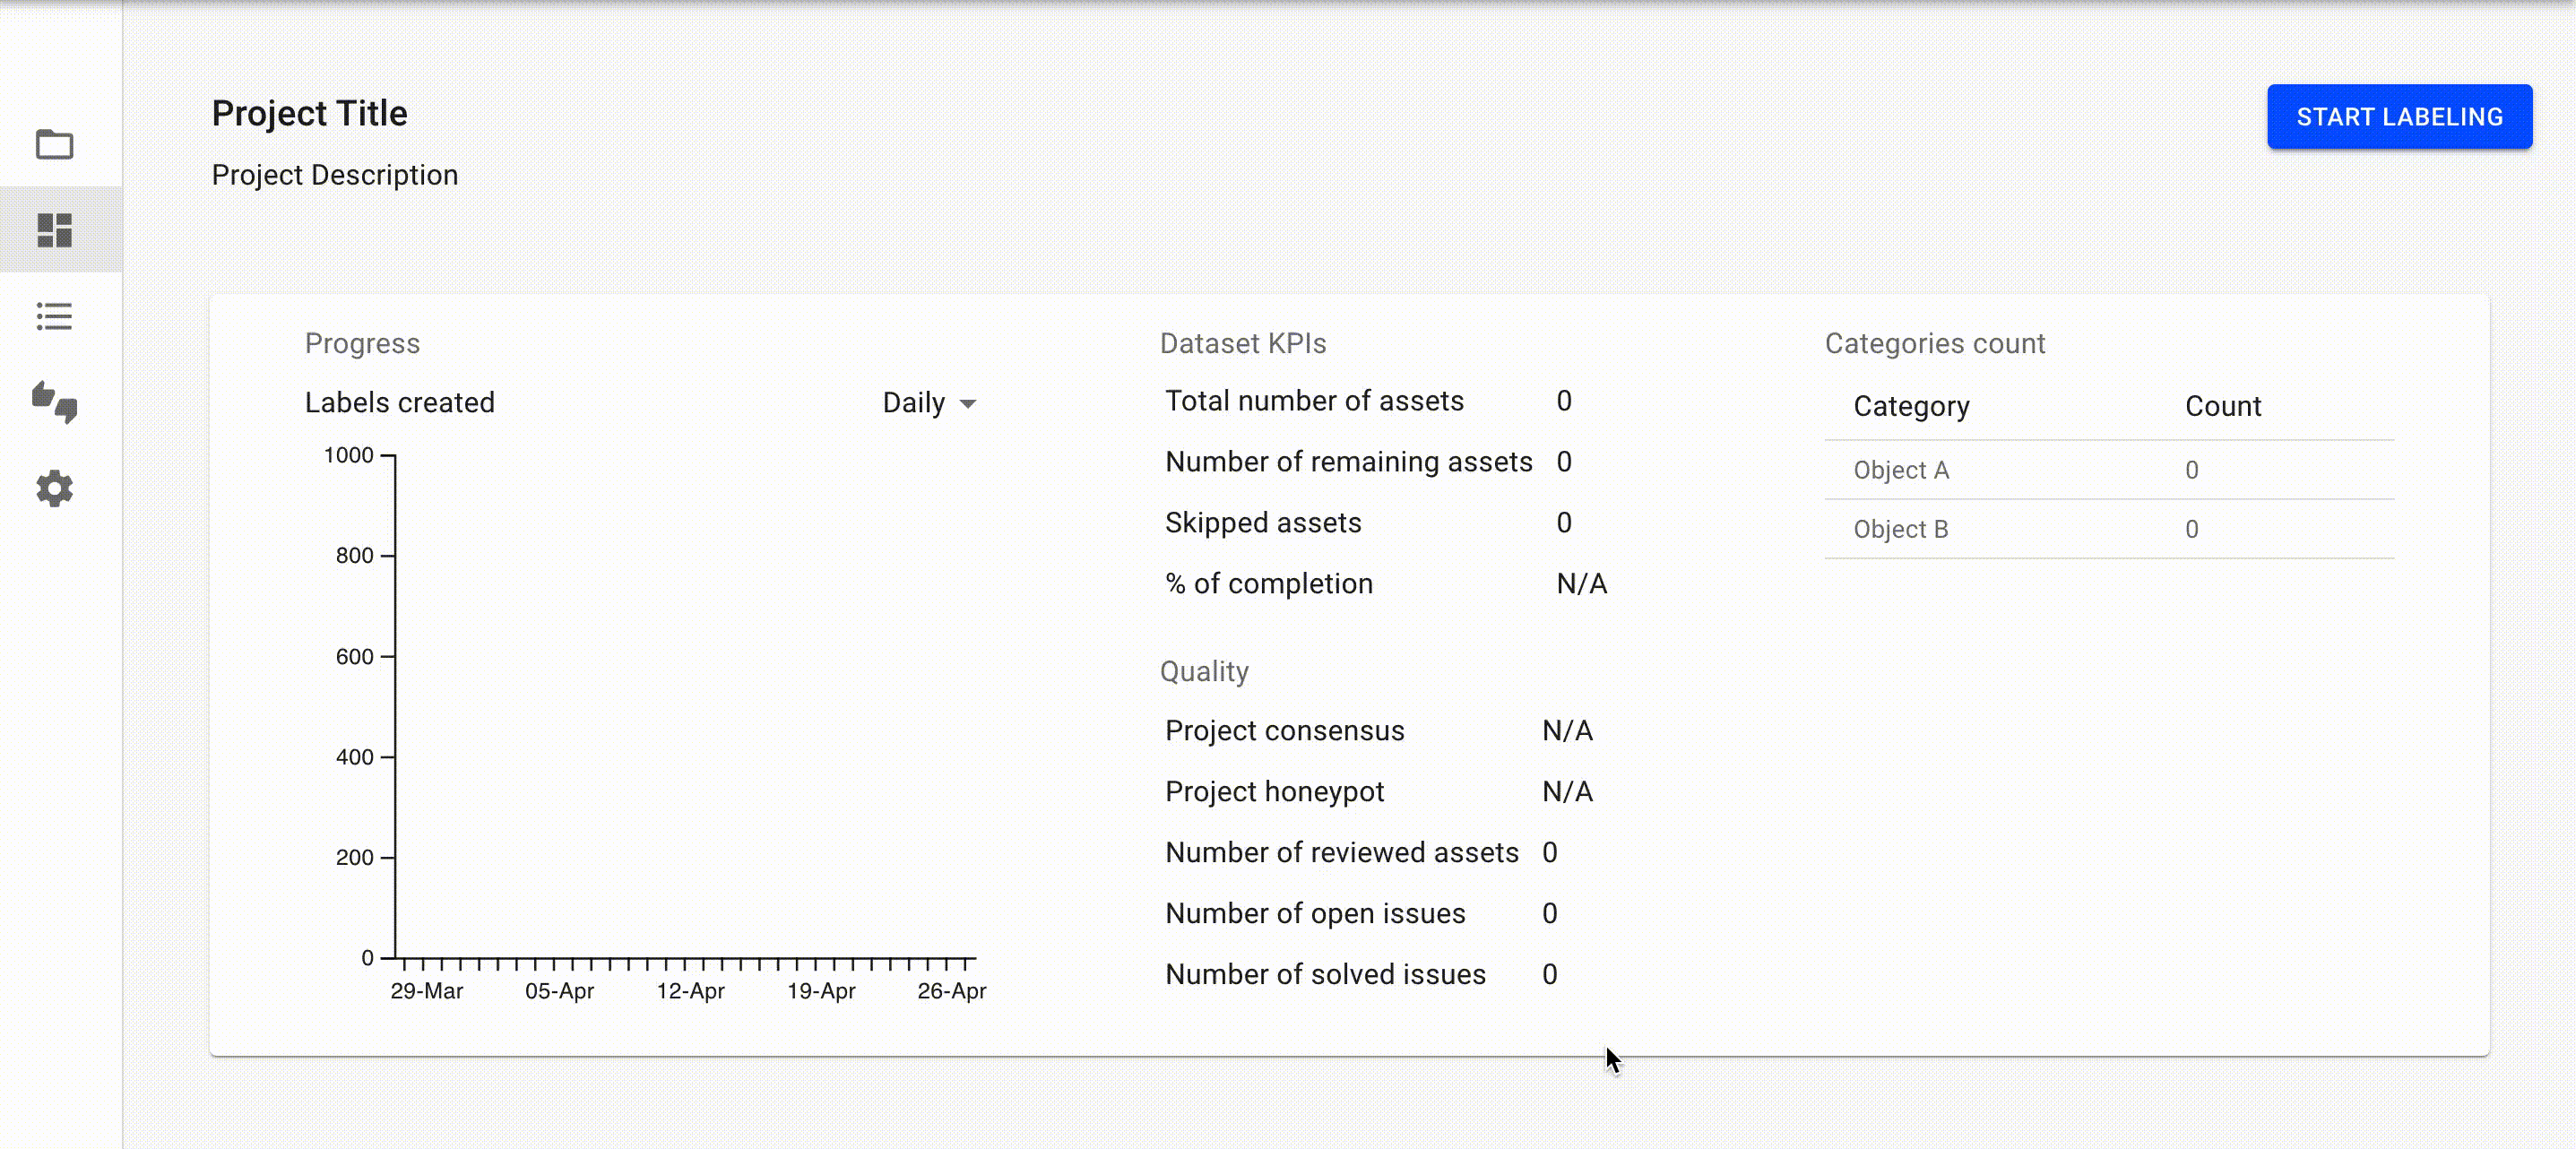 Project Title
START LABELING
Project Description
Progress
Labels created
Daily
1000
800
600
400
200
0
29-Mar 05-Apr 12-Apr 19-Apr 26-Apr
Dataset KPIs
Total number of assets 0
Number of remaining assets 0
Skipped assets 0
% of completion N/A
Quality
Project consensus N/A
Project honeypot N/A
Number of reviewed assets 0
Number of open issues 0
Number of solved issues 0
Categories count
Category Count
Object A 0
Object B 0